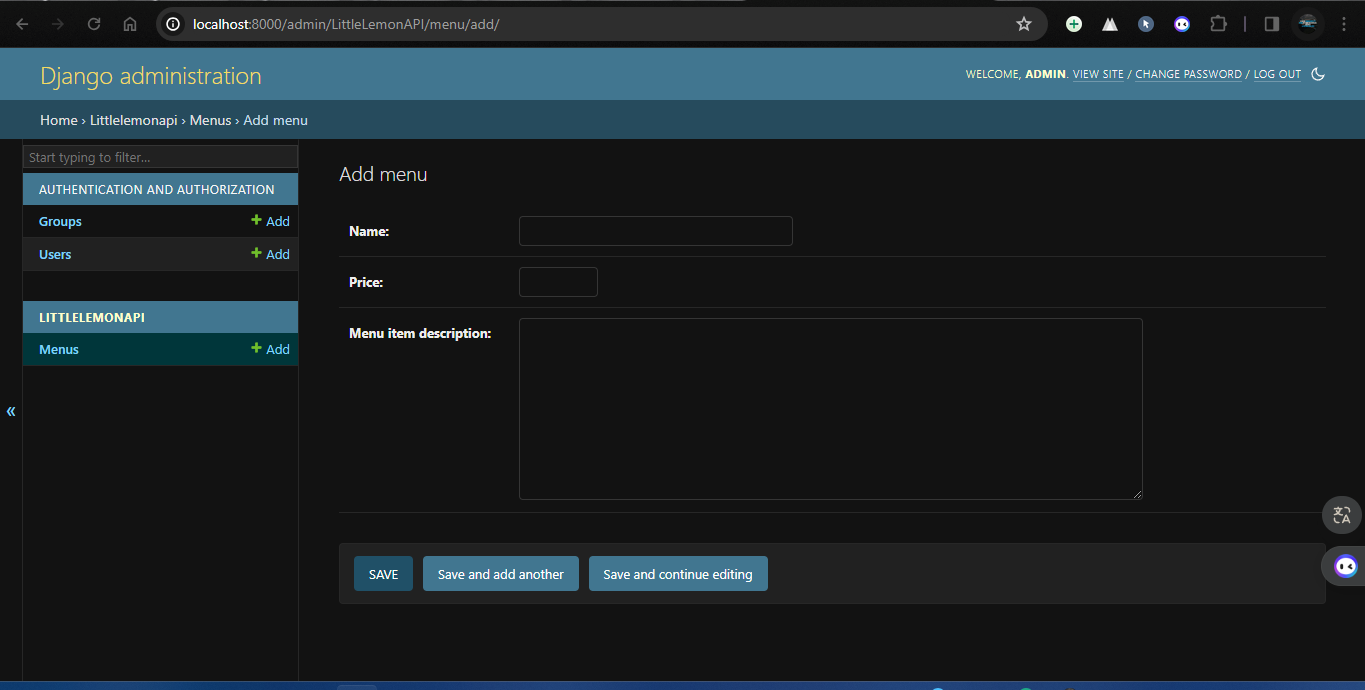 localhost:8000/admin/LittleLemonAPI/menu/add/
Django administration
WELCOME, ADMIN. VIEW SITE / CHANGE PASSWORD / LOG OUT
Home › Littlelemonapi › Menus › Add menu
Start typing to filter...
AUTHENTICATION AND AUTHORIZATION
Groups + Add
Users + Add
LITTLELEMONAPI
Menus + Add
«
Add menu
Name:
Price:
Menu item description:
SAVE Save and add another Save and continue editing